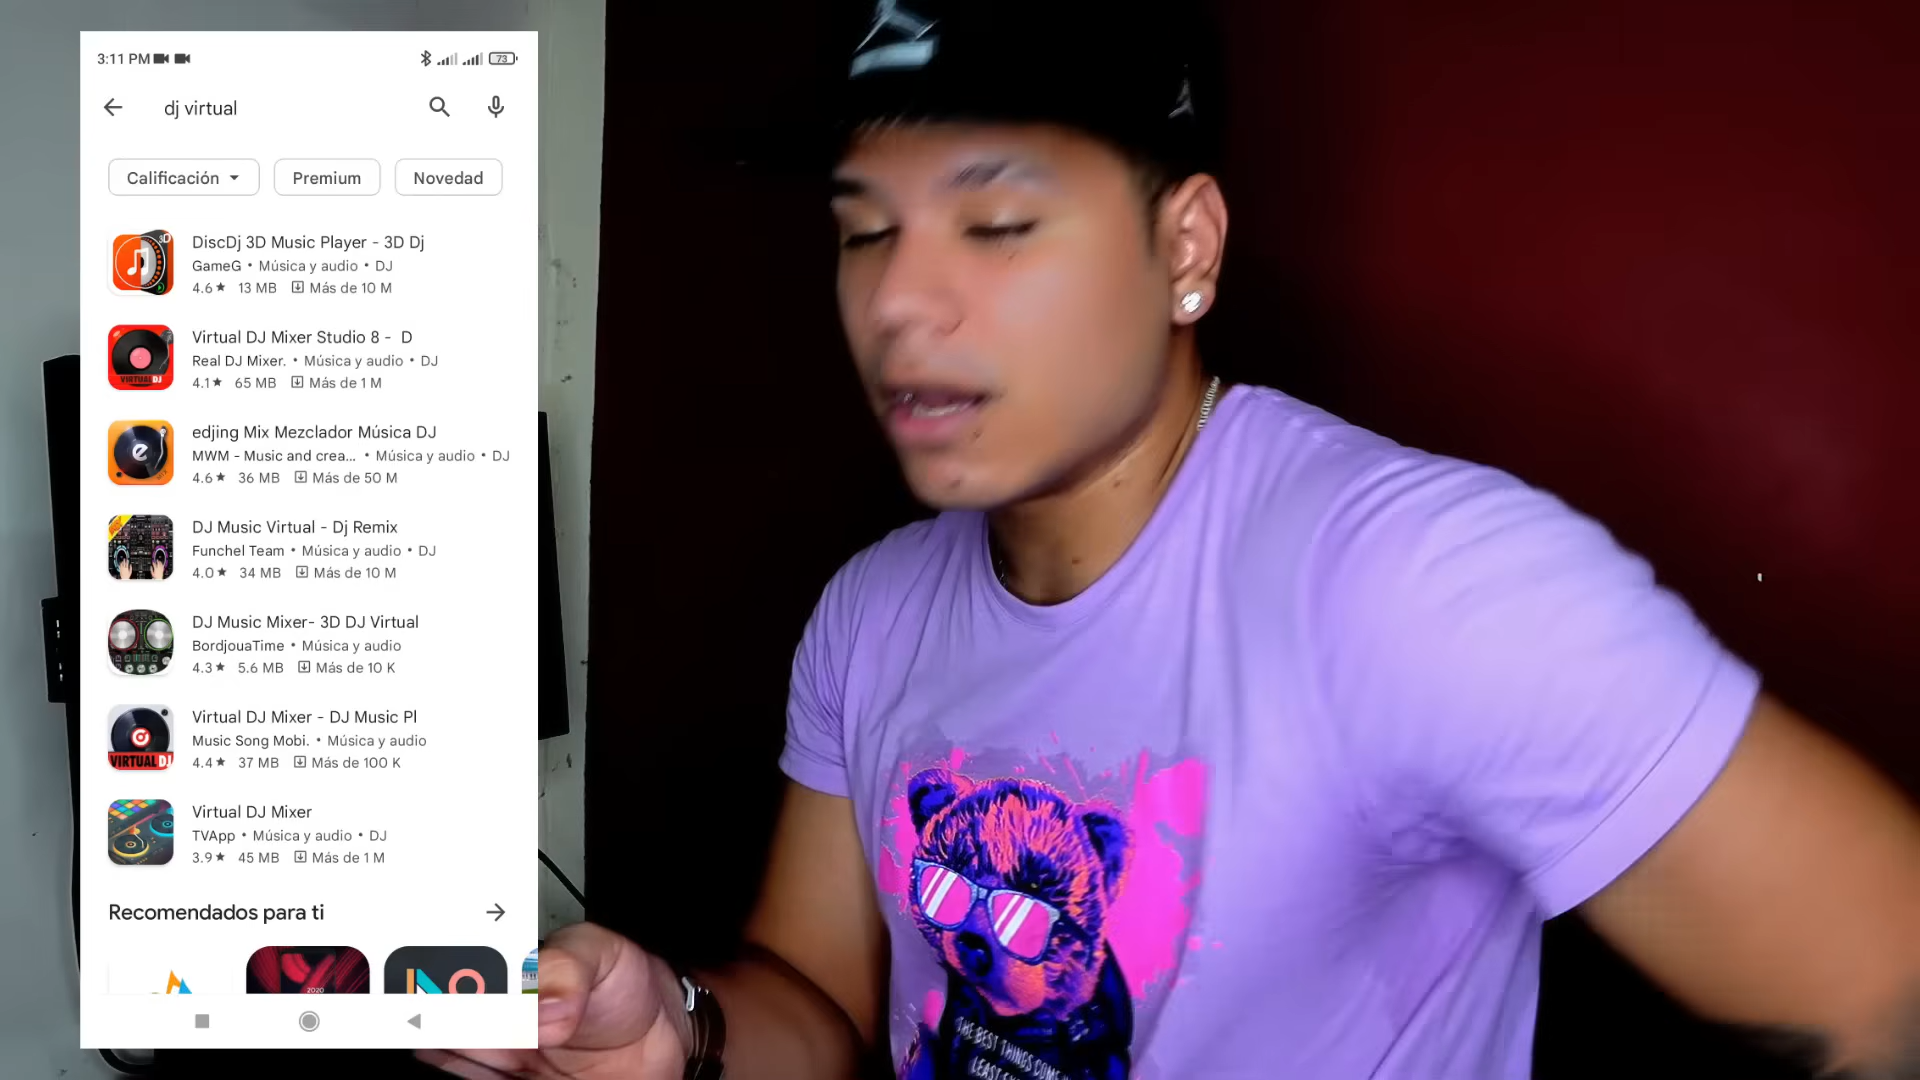 3:11 PM
73
dj virtual
Calificación
Premium
Novedad
DiscDj 3D Music Player - 3D Dj
GameG • Música y audio • DJ
4.6★ 13 MB Más de 10 M
Virtual DJ Mixer Studio 8 - D
Real DJ Mixer. • Música y audio • DJ
4.1★ 65 MB Más de 1 M
VIRTUAL DJ
edjing Mix Mezclador Música DJ
MWM - Music and crea... • Música y audio • DJ
4.6★ 36 MB Más de 50 M
DJ Music Virtual - Dj Remix
Funchel Team • Música y audio • DJ
4.0★ 34 MB Más de 10 M
DJ Music Mixer- 3D DJ Virtual
BordjouaTime • Música y audio
4.3★ 5.6 MB Más de 10 K
Virtual DJ Mixer - DJ Music Pl
Music Song Mobi. • Música y audio
4.4★ 37 MB Más de 100 K
VIRTUAL DJ
Virtual DJ Mixer
TVApp • Música y audio • DJ
3.9★ 45 MB Más de 1 M
Recomendados para ti
2020
THE BEST THINGS COME
LEAST